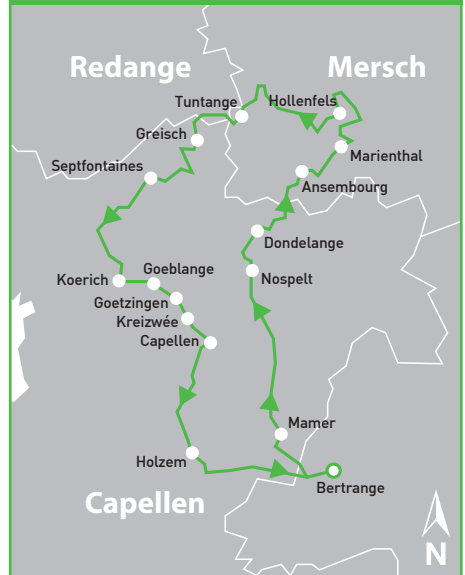 Redange
Mersch
Tuntange
Hollenfels
Greisch
Marienthal
Septfontaines
Ansembourg
Dondelange
Koerich
Goeblange
Nospelt
Goetzingen
Kreizwée
Capellen
Mamer
Holzem
Bertrange
Capellen
N